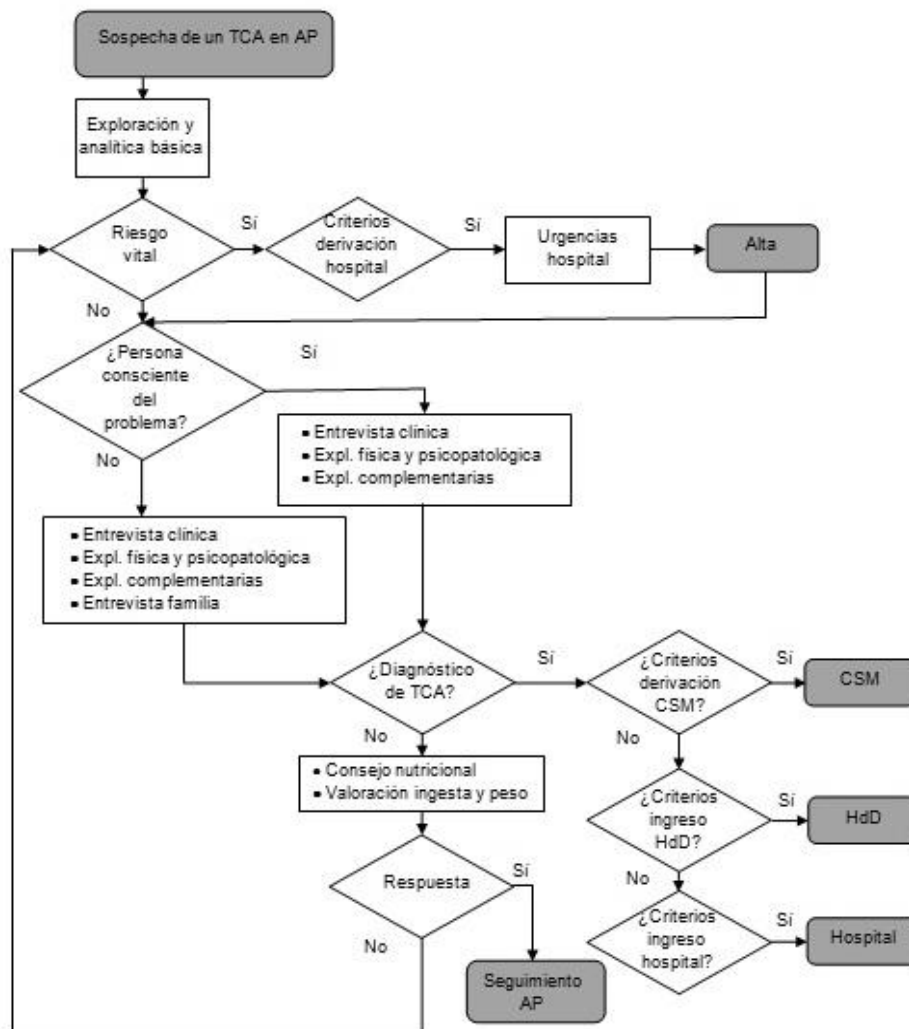 Sospecha de un TCA en AP
Exploración y
analítica básica
Riesgo
vital
Sí
Criterios
derivación
hospital
Sí
Urgencias
hospital
Alta
No
¿Persona
consciente
del
problema?
Sí
No
▪ Entrevista clínica
▪ Expl. física y psicopatológica
▪ Expl. complementarias
▪ Entrevista clínica
▪ Expl. física y psicopatológica
▪ Expl. complementarias
▪ Entrevista familia
¿Diagnóstico
de TCA?
Sí
¿Criterios
derivación
CSM?
Sí
CSM
No
No
▪ Consejo nutricional
▪ Valoración ingesta y peso
¿Criterios
ingreso
HdD?
Sí
HdD
Respuesta
Sí
No
No
¿Criterios
ingreso
hospital?
Sí
Hospital
Seguimiento
AP